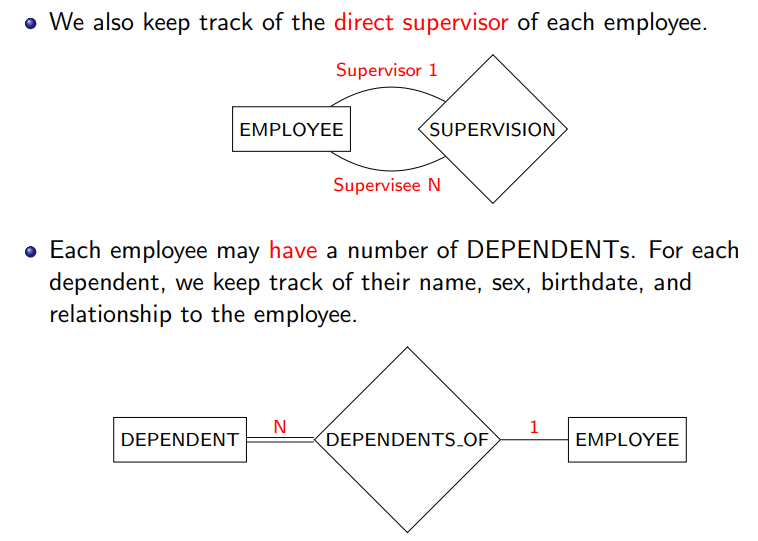 We also keep track of the direct supervisor of each employee.
Supervisor 1
EMPLOYEE
SUPERVISION
Supervisee N
Each employee may have a number of DEPENDENTs. For each
dependent, we keep track of their name, sex, birthdate, and
relationship to the employee.
N
1
DEPENDENT
DEPENDENTS_OF
EMPLOYEE